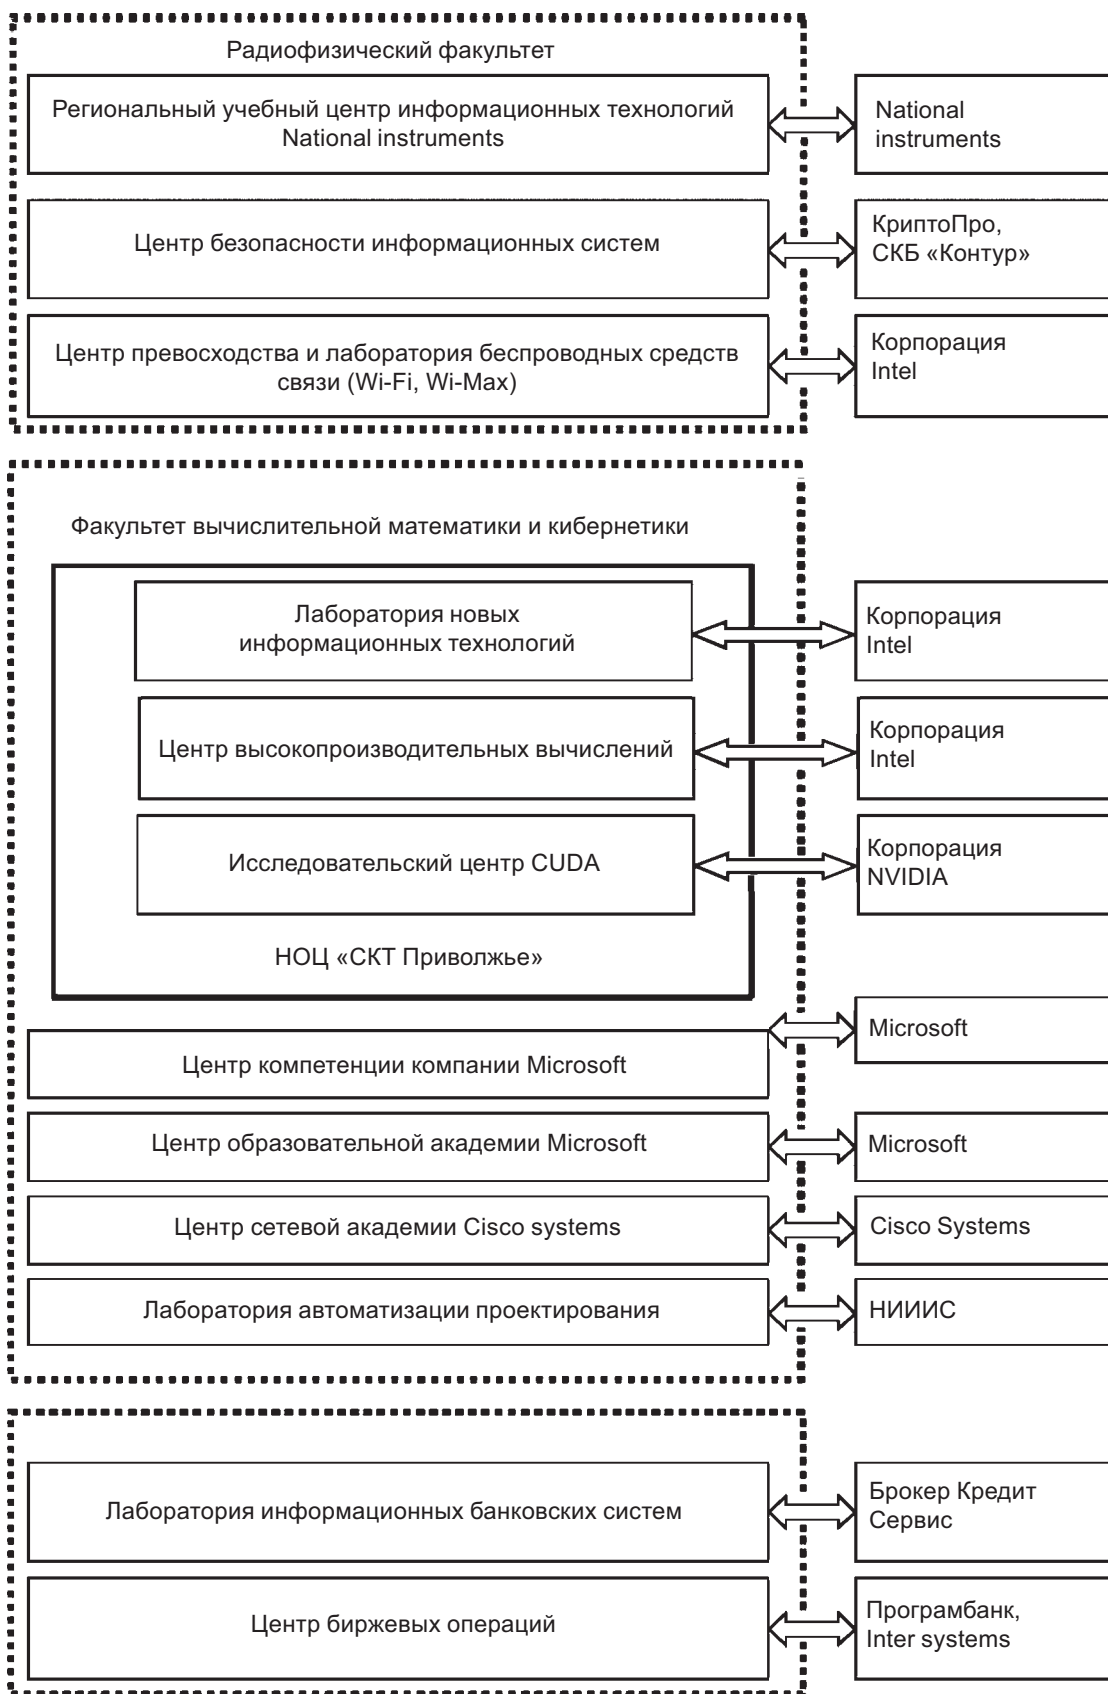 Радиофизический факультет
Региональный учебный центр информационных технологий
National instruments
National
instruments
Центр безопасности информационных систем
КриптоПро,
СКБ «Контур»
Центр превосходства и лаборатория беспроводных средств
связи (Wi-Fi, Wi-Max)
Корпорация
Intel
Факультет вычислительной математики и кибернетики
Лаборатория новых
информационных технологий
Корпорация
Intel
Центр высокопроизводительных вычислений
Корпорация
Intel
Исследовательский центр CUDA
Корпорация
NVIDIA
НОЦ «СКТ Приволжье»
Центр компетенции компании Microsoft
Microsoft
Центр образовательной академии Microsoft
Microsoft
Центр сетевой академии Cisco systems
Cisco Systems
Лаборатория автоматизации проектирования
НИИИС
Лаборатория информационных банковских систем
Брокер Кредит
Сервис
Центр биржевых операций
Програмбанк,
Inter systems